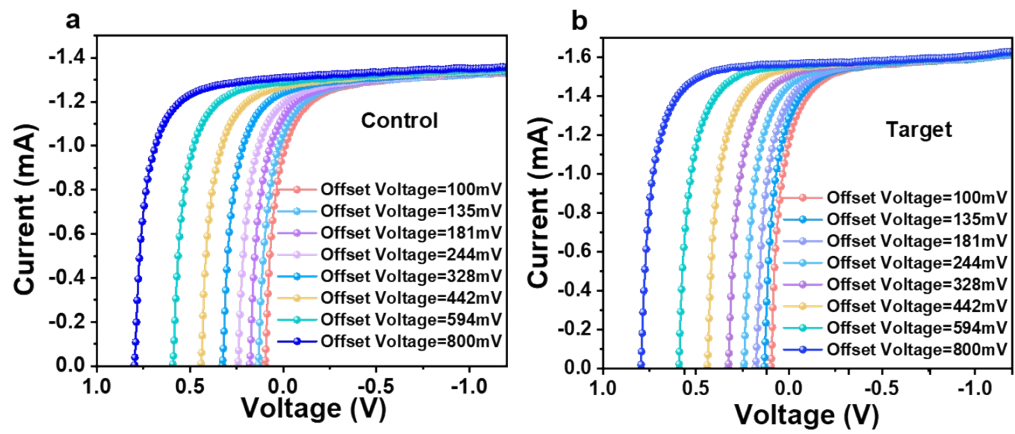 a
-1.4
-1.2
-1.0
-0.8
-0.6
-0.4
-0.2
0.0
Current (mA)
Control
Offset Voltage=100mV
Offset Voltage=135mV
Offset Voltage=181mV
Offset Voltage=244mV
Offset Voltage=328mV
Offset Voltage=442mV
Offset Voltage=594mV
Offset Voltage=800mV
1.0 0.5 0.0 -0.5 -1.0
Voltage (V)
b
-1.6
-1.4
-1.2
-1.0
-0.8
-0.6
-0.4
-0.2
0.0
Current (mA)
Target
Offset Voltage=100mV
Offset Voltage=135mV
Offset Voltage=181mV
Offset Voltage=244mV
Offset Voltage=328mV
Offset Voltage=442mV
Offset Voltage=594mV
Offset Voltage=800mV
1.0 0.5 0.0 -0.5 -1.0
Voltage (V)